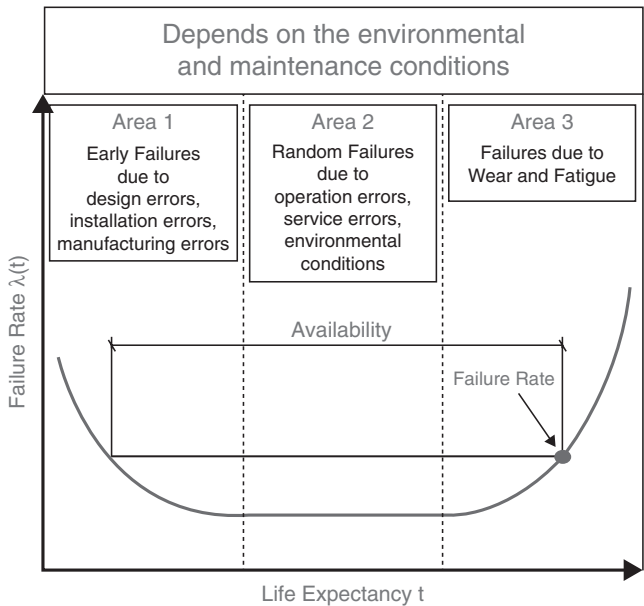 Depends on the environmental
and maintenance conditions
Area 1
Early Failures
due to
design errors,
installation errors,
manufacturing errors
Area 2
Random Failures
due to
operation errors,
service errors,
environmental
conditions
Area 3
Failures due to
Wear and Fatigue
Failure Rate λ(t)
Availability
Failure Rate
Life Expectancy t